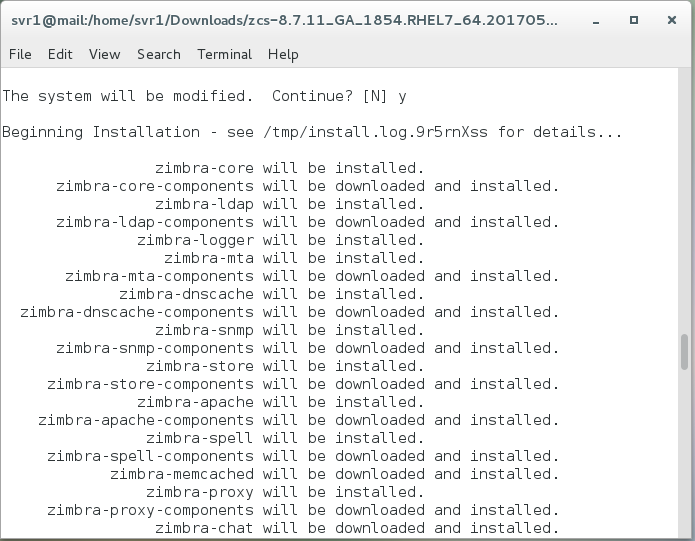 svr1@mail:/home/svr1/Downloads/zcs-8.7.11_GA_1854.RHEL7_64.201705...
File Edit View Search Terminal Help
The system will be modified.  Continue? [N] y
Beginning Installation - see /tmp/install.log.9r5rnXss for details...
zimbra-core will be installed.
zimbra-core-components will be downloaded and installed.
zimbra-ldap will be installed.
zimbra-ldap-components will be downloaded and installed.
zimbra-logger will be installed.
zimbra-mta will be installed.
zimbra-mta-components will be downloaded and installed.
zimbra-dnscache will be installed.
zimbra-dnscache-components will be downloaded and installed.
zimbra-snmp will be installed.
zimbra-snmp-components will be downloaded and installed.
zimbra-store will be installed.
zimbra-store-components will be downloaded and installed.
zimbra-apache will be installed.
zimbra-apache-components will be downloaded and installed.
zimbra-spell will be installed.
zimbra-spell-components will be downloaded and installed.
zimbra-memcached will be downloaded and installed.
zimbra-proxy will be installed.
zimbra-proxy-components will be downloaded and installed.
zimbra-chat will be downloaded and installed.